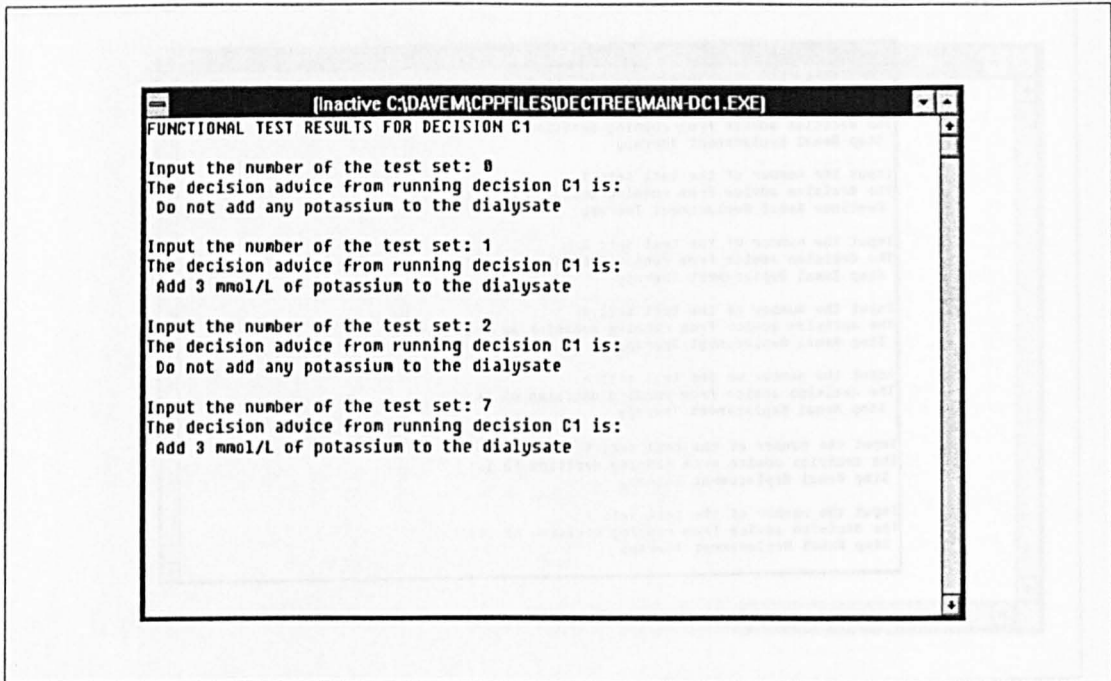 (Inactive C:\DAVEM\CPPFILES\DECTREE\MAIN-DC1.EXE)
FUNCTIONAL TEST RESULTS FOR DECISION C1
Input the number of the test set: 0
The decision advice from running decision C1 is:
Do not add any potassium to the dialysate
Input the number of the test set: 1
The decision advice from running decision C1 is:
Add 3 mmol/L of potassium to the dialysate
Input the number of the test set: 2
The decision advice from running decision C1 is:
Do not add any potassium to the dialysate
Input the number of the test set: 7
The decision advice from running decision C1 is:
Add 3 mmol/L of potassium to the dialysate